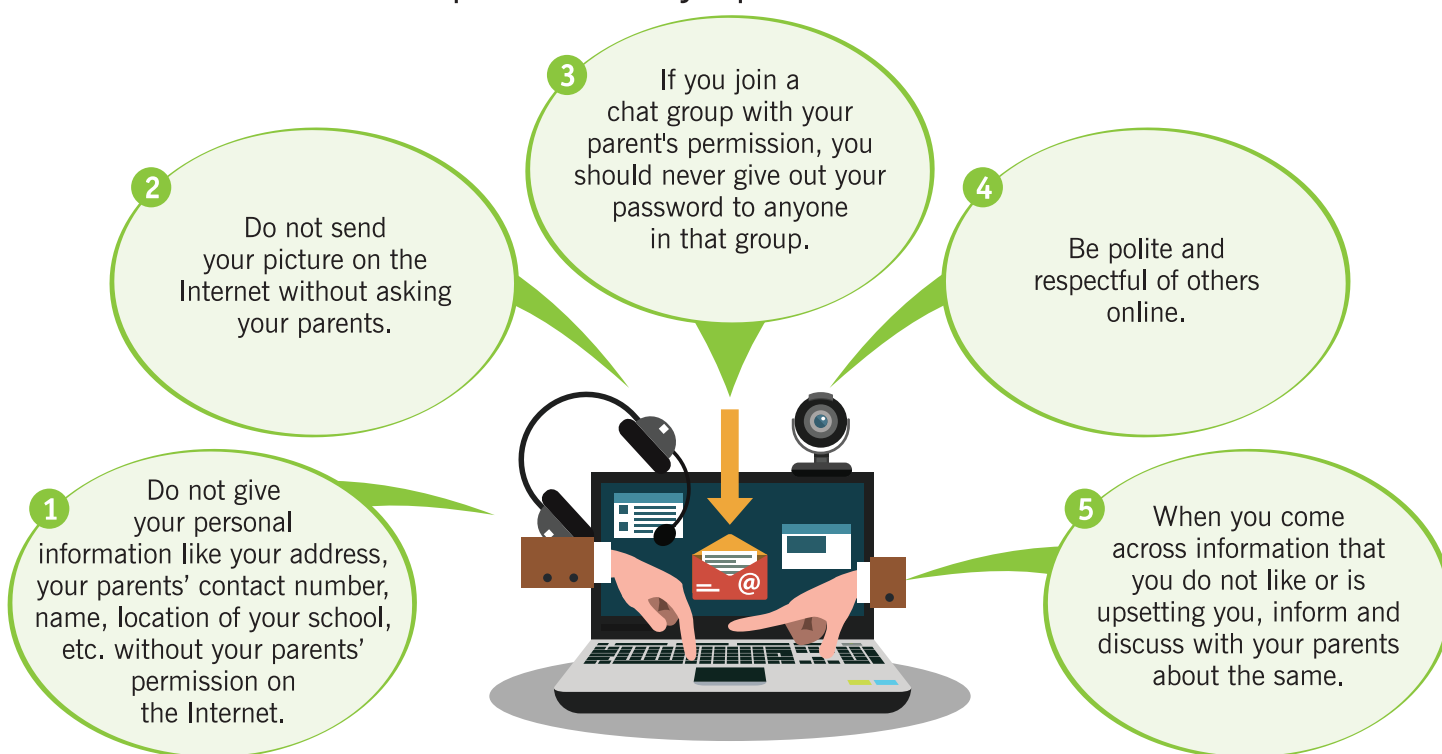 1
Do not give
your personal
information like your address,
your parents’ contact number,
name, location of your school,
etc. without your parents’
permission on
the Internet.
2
Do not send
your picture on the
Internet without asking
your parents.
3
If you join a
chat group with your
parent's permission, you
should never give out your
password to anyone
in that group.
4
Be polite and
respectful of others
online.
5
When you come
across information that
you do not like or is
upsetting you, inform and
discuss with your parents
about the same.
@